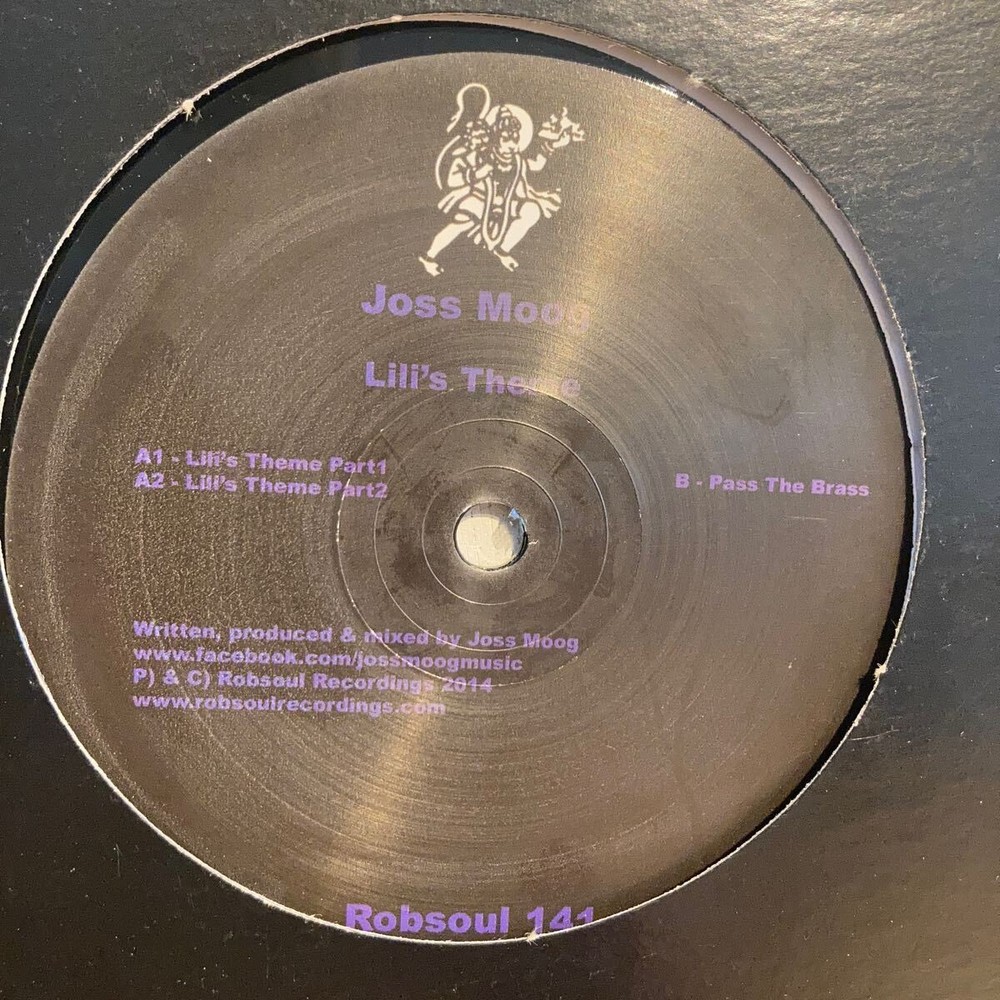 Joss Moog
Lili's Theme
A1 - Lili's Theme Part1
A2 - Lili's Theme Part2
B - Pass The Brass
Written, produced & mixed by Joss Moog
www.facebook.com/jossmoogmusic
P) & C) Robsoul Recordings 2014
www.robsoulrecordings.com
Robsoul 141